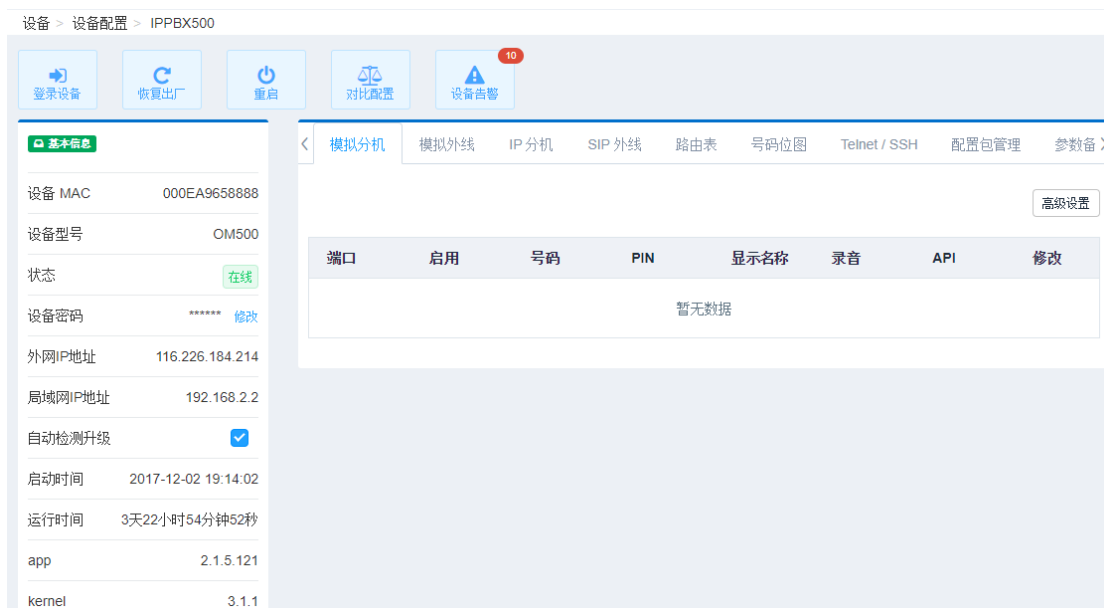 设备 > 设备配置 > IPPBX500
登录设备
恢复出厂
重启
对比配置
设备告警
10
基本信息
设备 MAC 000EA9658888
设备型号 OM500
状态 在线
设备密码 ****** 修改
外网IP地址 116.226.184.214
局域网IP地址 192.168.2.2
自动检测升级
启动时间 2017-12-02 19:14:02
运行时间 3天22小时54分钟52秒
app 2.1.5.121
kernel 3.1.1
模拟分机 模拟外线 IP 分机 SIP 外线 路由表 号码位图 Telnet / SSH 配置包管理 参数备
高级设置
端口 启用 号码 PIN 显示名称 录音 API 修改
暂无数据